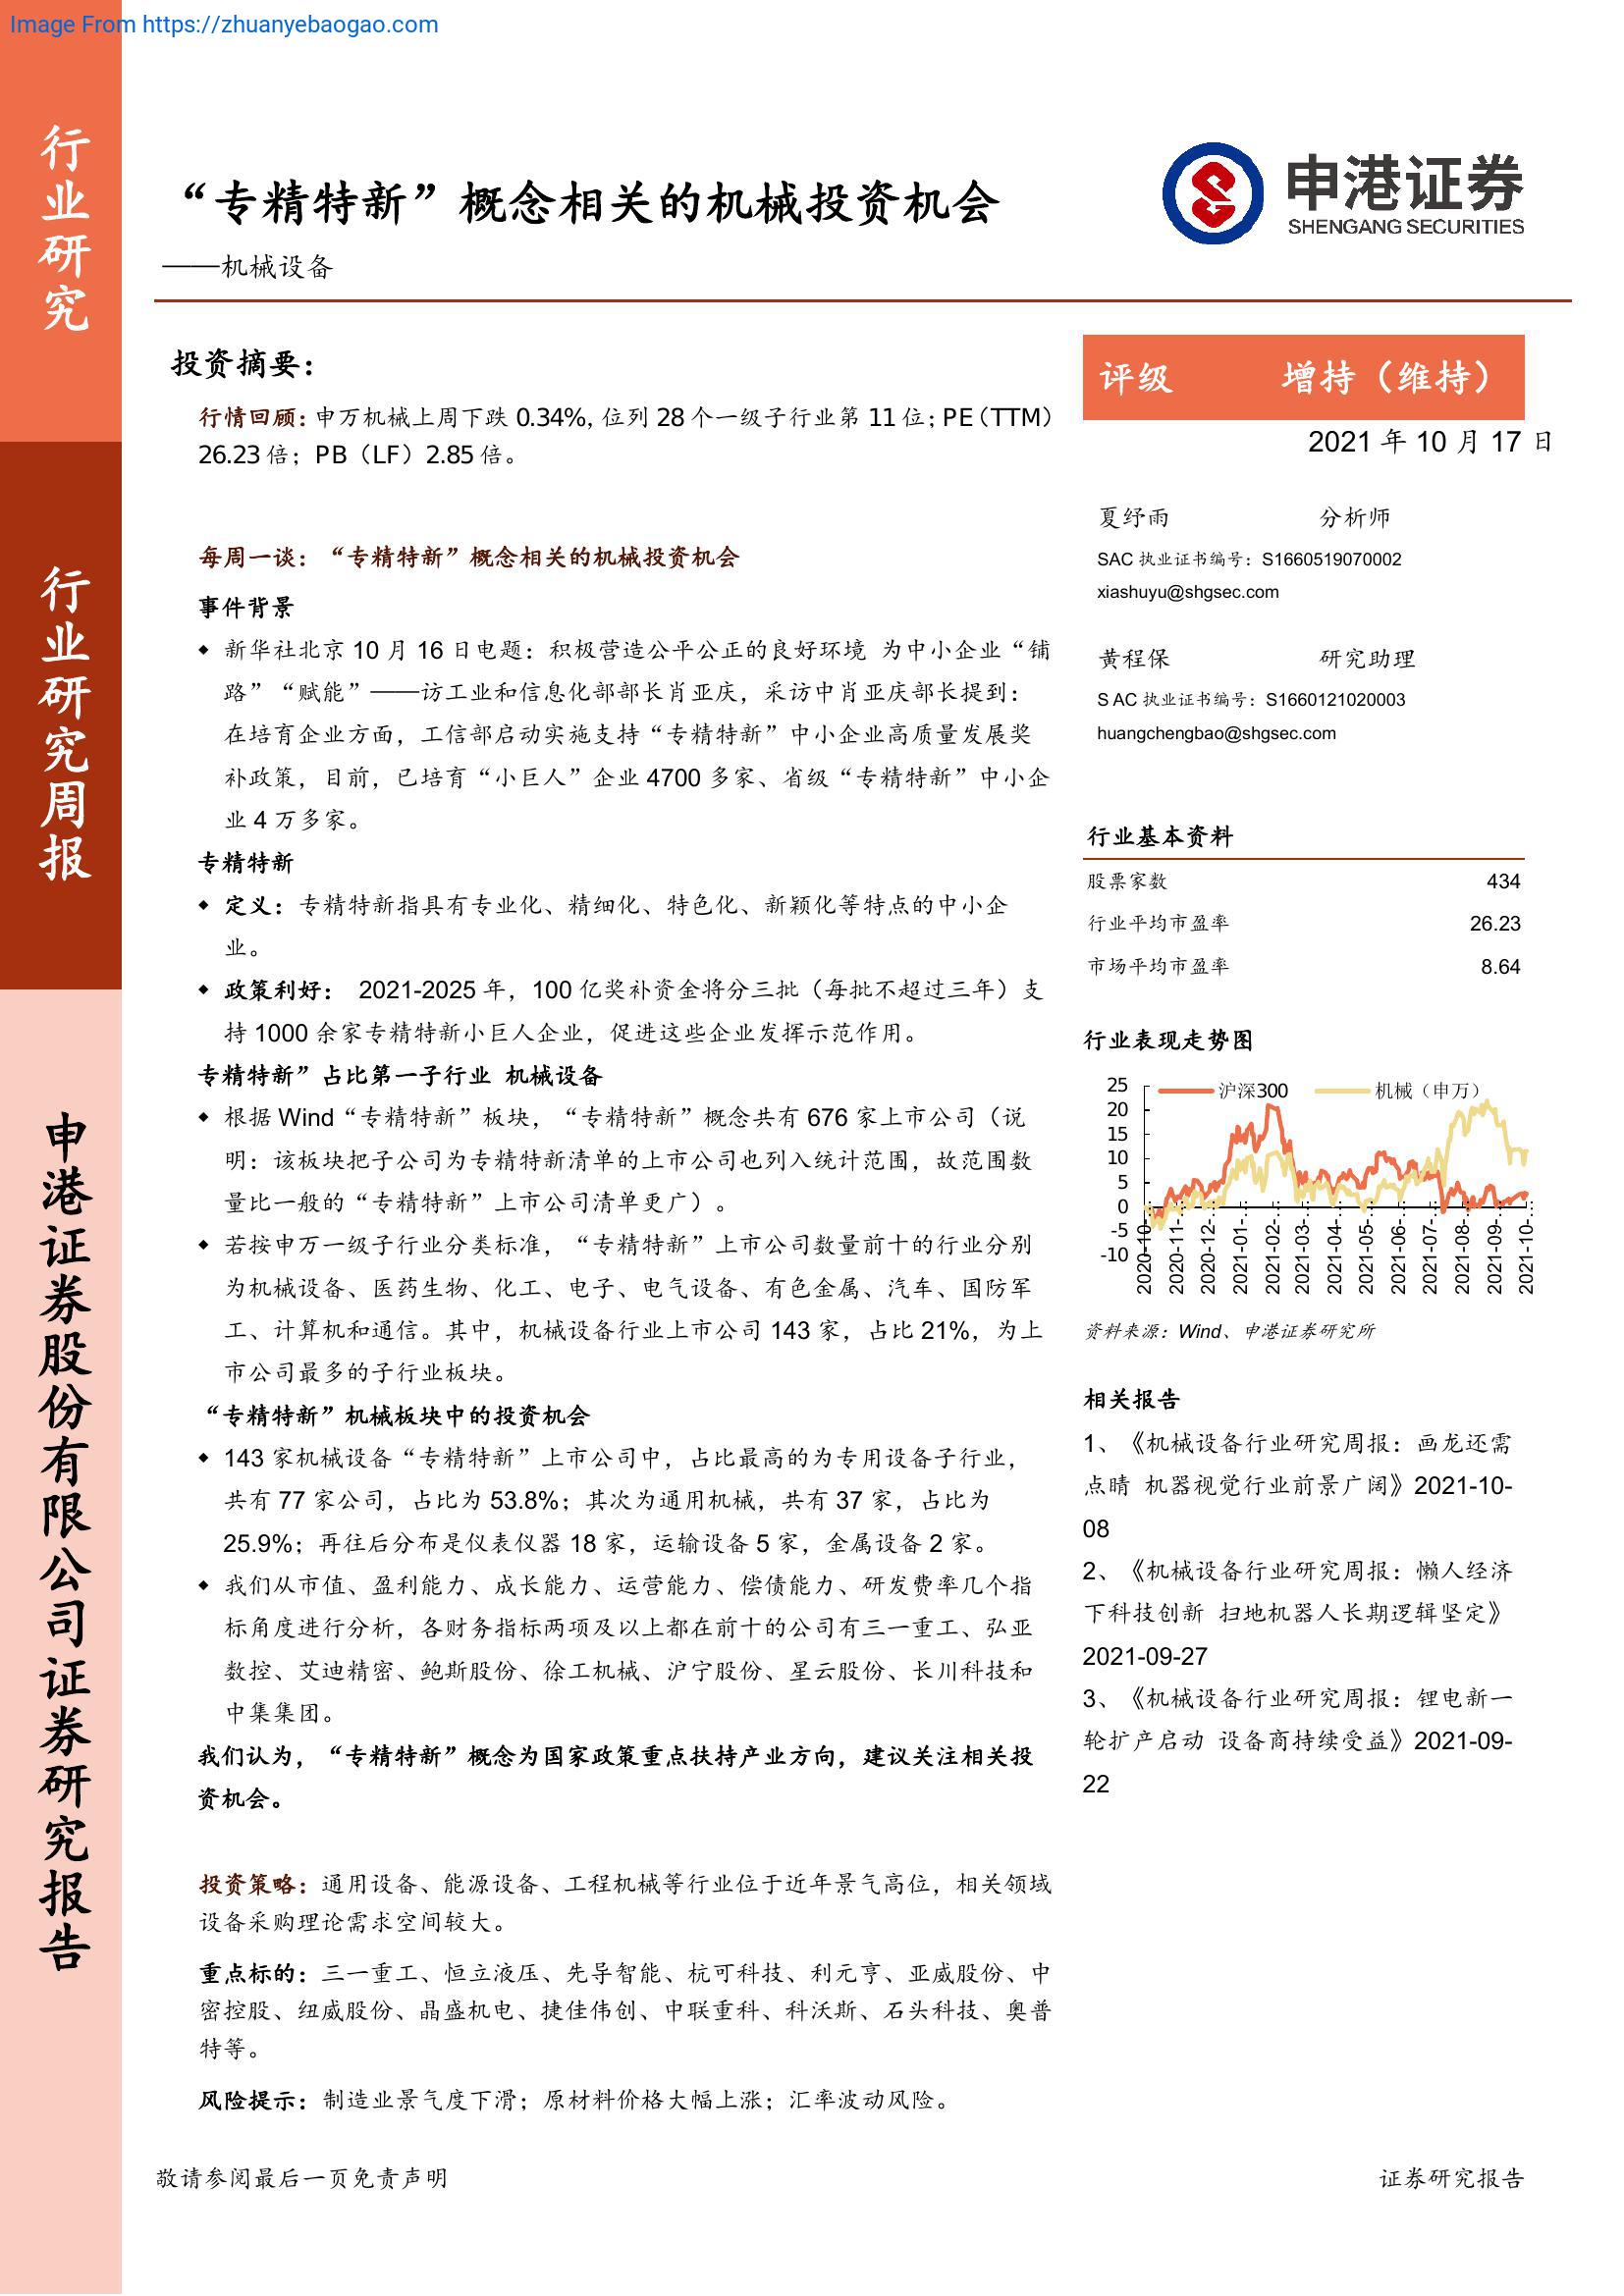 Image From https://zhuanyebaogao.com
行业研究
行业研究周报
申港证券股份有限公司证券研究报告
“专精特新”概念相关的机械投资机会
——机械设备
申港证券
SHENGANG SECURITIES
投资摘要：
行情回顾：申万机械上周下跌 0.34%, 位列 28 个一级子行业第 11 位；PE（TTM）
26.23 倍；PB（LF）2.85 倍。
每周一谈：“专精特新”概念相关的机械投资机会
事件背景
◆ 新华社北京 10 月 16 日电题：积极营造公平公正的良好环境 为中小企业“铺
路”“赋能”——访工业和信息化部部长肖亚庆，采访中肖亚庆部长提到：
在培育企业方面，工信部启动实施支持“专精特新”中小企业高质量发展奖
补政策，目前，已培育“小巨人”企业 4700 多家、省级“专精特新”中小企
业 4 万多家。
专精特新
◆ 定义：专精特新指具有专业化、精细化、特色化、新颖化等特点的中小企
业。
◆ 政策利好： 2021-2025 年，100 亿奖补资金将分三批（每批不超过三年）支
持 1000 余家专精特新小巨人企业，促进这些企业发挥示范作用。
专精特新”占比第一子行业 机械设备
◆ 根据 Wind“专精特新”板块，“专精特新”概念共有 676 家上市公司（说
明：该板块把子公司为专精特新清单的上市公司也列入统计范围，故范围数
量比一般的“专精特新”上市公司清单更广）。
◆ 若按申万一级子行业分类标准，“专精特新”上市公司数量前十的行业分别
为机械设备、医药生物、化工、电子、电气设备、有色金属、汽车、国防军
工、计算机和通信。其中，机械设备行业上市公司 143 家，占比 21%，为上
市公司最多的子行业板块。
“专精特新”机械板块中的投资机会
◆ 143 家机械设备“专精特新”上市公司中，占比最高的为专用设备子行业，
共有 77 家公司，占比为 53.8%；其次为通用机械，共有 37 家，占比为
25.9%；再往后分布是仪表仪器 18 家，运输设备 5 家，金属设备 2 家。
◆ 我们从市值、盈利能力、成长能力、运营能力、偿债能力、研发费率几个指
标角度进行分析，各财务指标两项及以上都在前十的公司有三一重工、弘亚
数控、艾迪精密、鲍斯股份、徐工机械、沪宁股份、星云股份、长川科技和
中集集团。
我们认为，“专精特新”概念为国家政策重点扶持产业方向，建议关注相关投
资机会。
投资策略：通用设备、能源设备、工程机械等行业位于近年景气高位，相关领域
设备采购理论需求空间较大。
重点标的：三一重工、恒立液压、先导智能、杭可科技、利元亨、亚威股份、中
密控股、纽威股份、晶盛机电、捷佳伟创、中联重科、科沃斯、石头科技、奥普
特等。
风险提示：制造业景气度下滑；原材料价格大幅上涨；汇率波动风险。
评级 增持（维持）
2021 年 10 月 17 日
夏纾雨 分析师
SAC 执业证书编号：S1660519070002
xiashuyu@shgsec.com
黄程保 研究助理
SAC 执业证书编号：S1660121020003
huangchengbao@shgsec.com
行业基本资料
股票家数 434
行业平均市盈率 26.23
市场平均市盈率 8.64
行业表现走势图
沪深300 机械（申万）
25
20
15
10
5
0
-5
-10
2020-10-…
2020-11-…
2020-12-…
2021-01-…
2021-02-…
2021-03-…
2021-04-…
2021-05-…
2021-06-…
2021-07-…
2021-08-…
2021-09-…
2021-10-…
资料来源：Wind、申港证券研究所
相关报告
1、《机械设备行业研究周报：画龙还需
点睛 机器视觉行业前景广阔》2021-10-
08
2、《机械设备行业研究周报：懒人经济
下科技创新 扫地机器人长期逻辑坚定》
2021-09-27
3、《机械设备行业研究周报：锂电新一
轮扩产启动 设备商持续受益》2021-09-
22
敬请参阅最后一页免责声明 证券研究报告